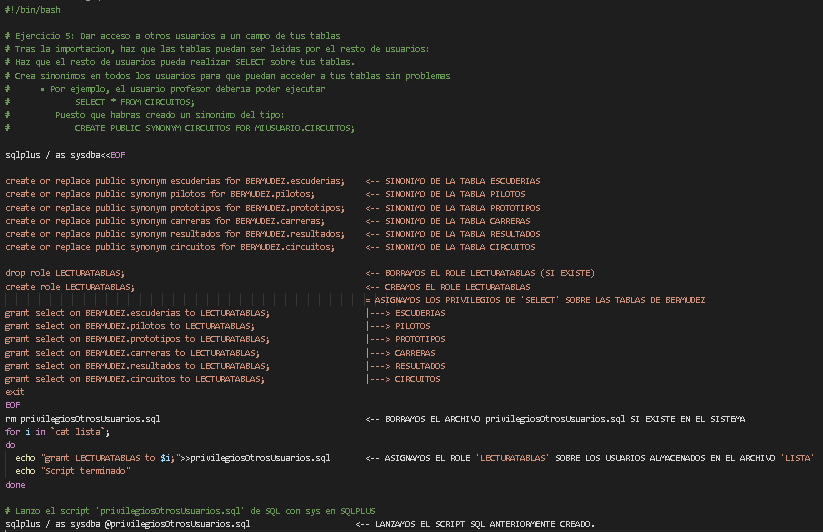 #!/bin/bash
# Ejercicio 5: Dar acceso a otros usuarios a un campo de tus tablas
# Tras la importacion, haz que las tablas puedan ser leidas por el resto de usuarios:
# Haz que el resto de usuarios pueda realizar SELECT sobre tus tablas.
# Crea sinonimos en todos los usuarios para que puedan acceder a tus tablas sin problemas
# • Por ejemplo, el usuario profesor deberia poder ejecutar
# SELECT * FROM CIRCUITOS;
# Puesto que habras creado un sinonimo del tipo:
# CREATE PUBLIC SYNONYM CIRCUITOS FOR MIUSUARIO.CIRCUITOS;
sqlplus / as sysdba<<EOF
create or replace public synonym escuderias for BERMUDEZ.escuderias; <-- SINONIMO DE LA TABLA ESCUDERIAS
create or replace public synonym pilotos for BERMUDEZ.pilotos; <-- SINONIMO DE LA TABLA PILOTOS
create or replace public synonym prototipos for BERMUDEZ.prototipos; <-- SINONIMO DE LA TABLA PROTOTIPOS
create or replace public synonym carreras for BERMUDEZ.carreras; <-- SINONIMO DE LA TABLA CARRERAS
create or replace public synonym resultados for BERMUDEZ.resultados; <-- SINONIMO DE LA TABLA RESULTADOS
create or replace public synonym circuitos for BERMUDEZ.circuitos; <-- SINONIMO DE LA TABLA CIRCUITOS
drop role LECTURATABLAS; <-- BORRAMOS EL ROLE LECTURATABLAS (SI EXISTE)
create role LECTURATABLAS; <-- CREAMOS EL ROLE LECTURATABLAS
= ASIGNAMOS LOS PRIVILEGIOS DE 'SELECT' SOBRE LAS TABLAS DE BERMUDEZ
grant select on BERMUDEZ.escuderias to LECTURATABLAS; |---> ESCUDERIAS
grant select on BERMUDEZ.pilotos to LECTURATABLAS; |---> PILOTOS
grant select on BERMUDEZ.prototipos to LECTURATABLAS; |---> PROTOTIPOS
grant select on BERMUDEZ.carreras to LECTURATABLAS; |---> CARRERAS
grant select on BERMUDEZ.resultados to LECTURATABLAS; |---> RESULTADOS
grant select on BERMUDEZ.circuitos to LECTURATABLAS; |---> CIRCUITOS
exit
EOF
rm privilegiosOtrosUsuarios.sql <-- BORRAMOS EL ARCHIVO privilegiosOtrosUsuarios.sql SI EXISTE EN EL SISTEMA
for i in `cat lista`;
do
echo "grant LECTURATABLAS to $i;">>privilegiosOtrosUsuarios.sql <-- ASIGNAMOS EL ROLE 'LECTURATABLAS' SOBRE LOS USUARIOS ALMACENADOS EN EL ARCHIVO 'LISTA'
echo "Script terminado"
done
# Lanzo el script 'privilegiosOtrosUsuarios.sql' de SQL con sys en SQLPLUS
sqlplus / as sysdba @privilegiosOtrosUsuarios.sql <-- LANZAMOS EL SCRIPT SQL ANTERIORMENTE CREADO.